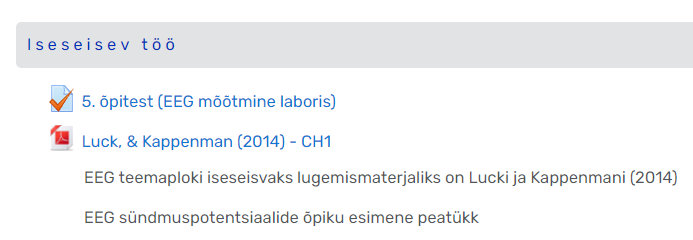 Iseseisev töö
5. õpitest (EEG mõõtmine laboris)
Luck, & Kappenman (2014) - CH1
EEG teemaploki iseseisvaks lugemismaterjaliks on Lucki ja Kappenmani (2014)
EEG sündmuspotentsiaalide õpiku esimene peatükk